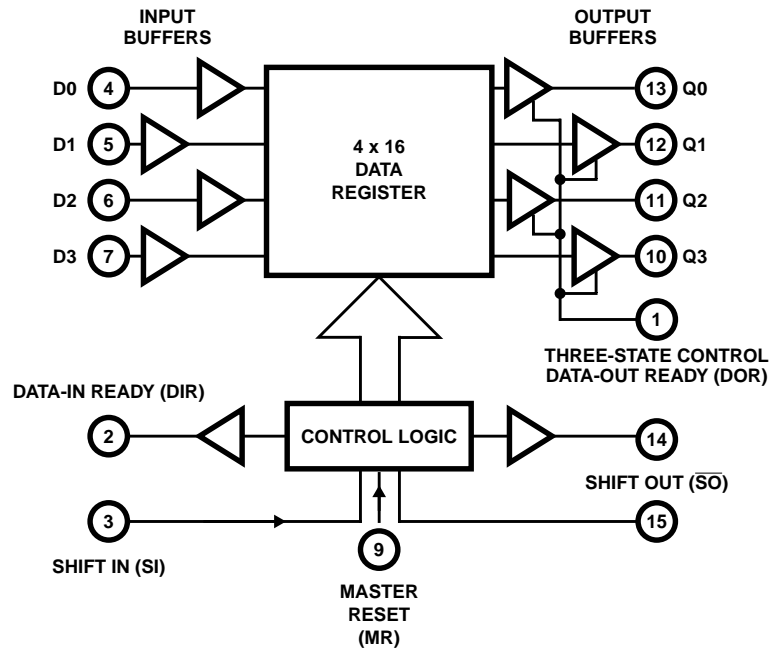 INPUT
BUFFERS
OUTPUT
BUFFERS
D0 4
13 Q0
D1 5
12 Q1
4 x 16
DATA
REGISTER
D2 6
11 Q2
D3 7
10 Q3
1
THREE-STATE CONTROL
DATA-OUT READY (DOR)
DATA-IN READY (DIR)
2
CONTROL LOGIC
14
SHIFT OUT (S̅O̅)
3
15
SHIFT IN (SI)
9
MASTER
RESET
(MR)